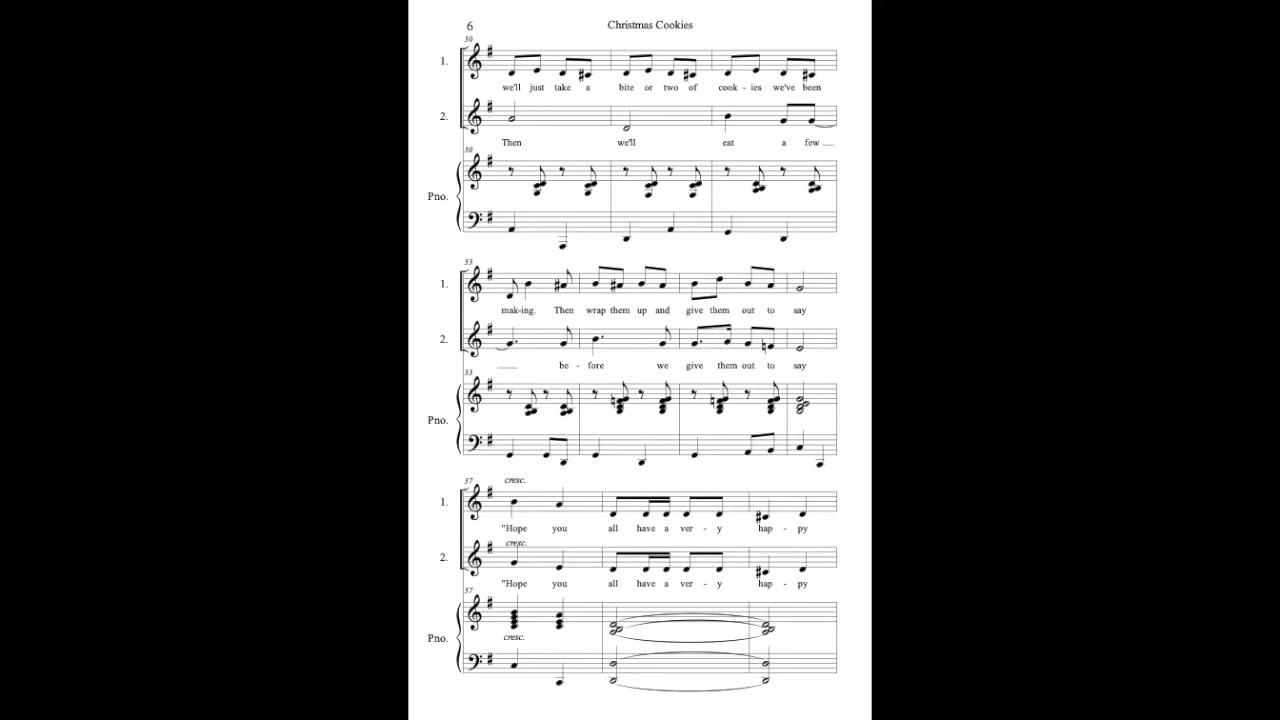 6 Christmas Cookies
30
1.
we'll just take a bite or two of cook - ies we've been
2.
Then we'll eat a few
30
Pno.
33
1.
mak-ing. Then wrap them up and give them out to say
2.
be - fore we give them out to say
33
Pno.
37
cresc.
1.
"Hope you all have a ver - y hap - py
cresc.
2.
"Hope you all have a ver - y hap - py
37
Pno.
cresc.